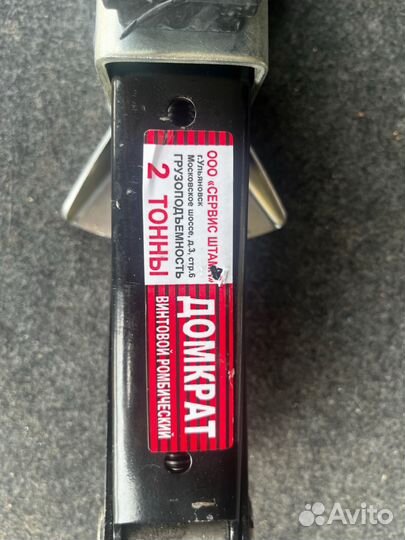 ООО «СЕРВИС ШТАМП»
г.Ульяновск
Московское шоссе, д.3, стр.6
ГРУЗОПОДЪЕМНОСТЬ
2 ТОННЫ
ДОМКРАТ
ВИНТОВОЙ РОМБИЧЕСКИЙ
Avito